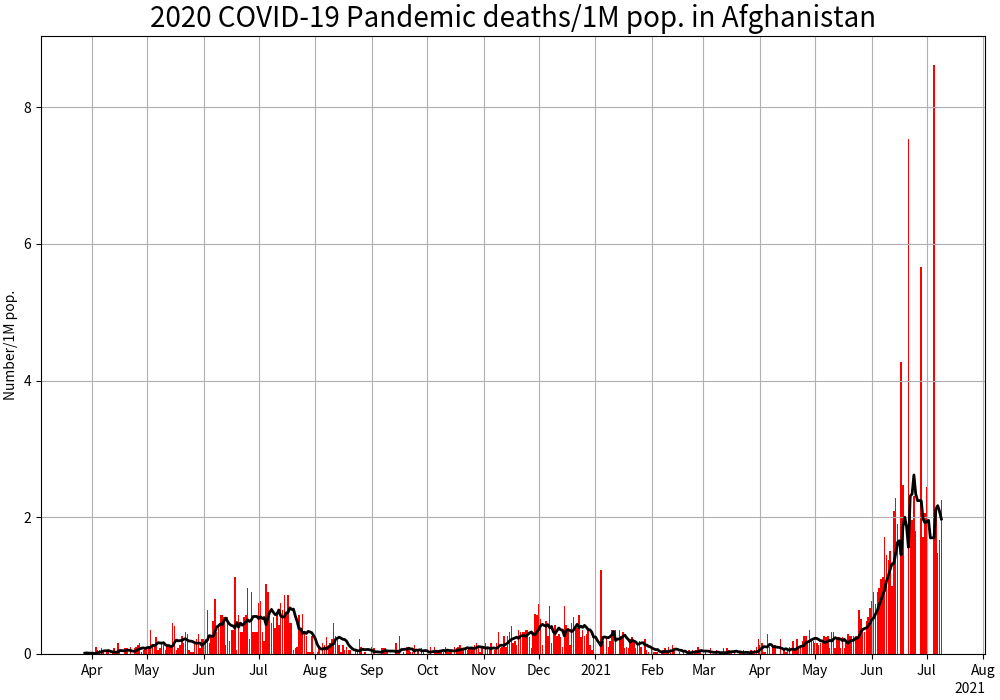 2020 COVID-19 Pandemic deaths/1M pop. in Afghanistan
Number/1M pop.
8
6
4
2
0
Apr May Jun Jul Aug Sep Oct Nov Dec 2021 Feb Mar Apr May Jun Jul Aug
2021